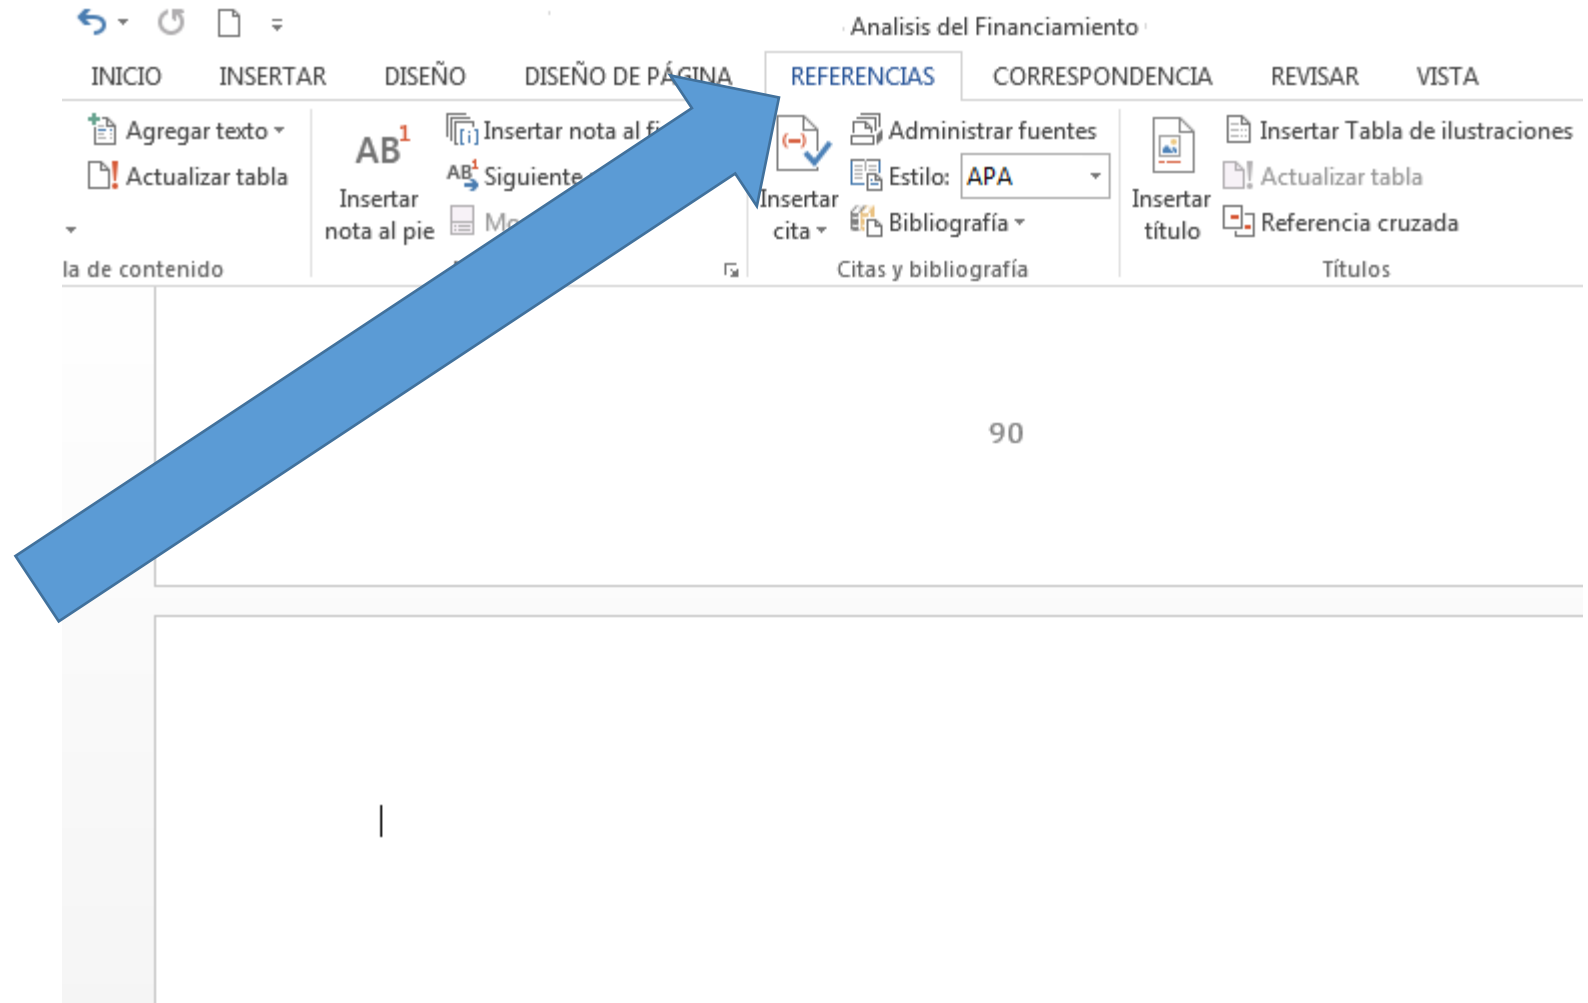 Analisis del Financiamiento
INICIO INSERTAR DISEÑO DISEÑO DE PÁGINA REFERENCIAS CORRESPONDENCIA REVISAR VISTA
Agregar texto
Actualizar tabla
la de contenido
AB1
Insertar
nota al pie
[i] Insertar nota al
AB1 Siguiente
Insertar
cita
Administrar fuentes
Estilo: APA
Bibliografía
Citas y bibliografía
Insertar
título
Insertar Tabla de ilustraciones
Actualizar tabla
Referencia cruzada
Títulos
90